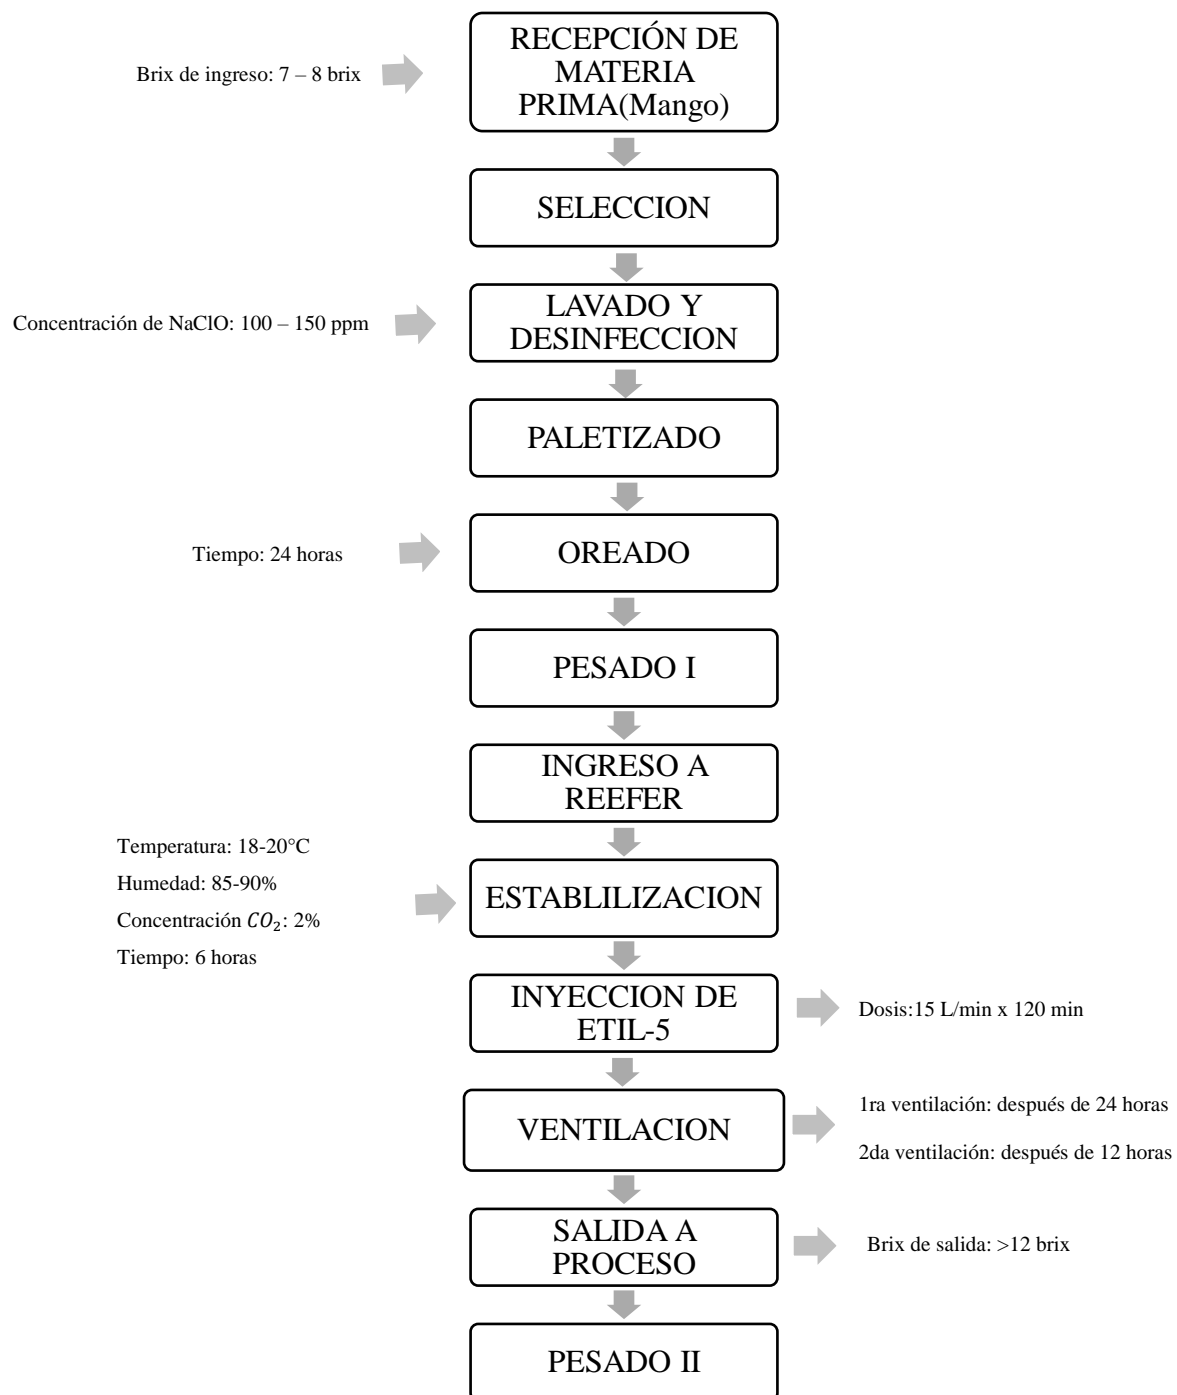 RECEPCIÓN DE
MATERIA
PRIMA(Mango)
Brix de ingreso: 7 – 8 brix
SELECCION
LAVADO Y
DESINFECCION
Concentración de NaClO: 100 – 150 ppm
PALETIZADO
OREADO
Tiempo: 24 horas
PESADO I
INGRESO A
REEFER
Temperatura: 18-20°C
Humedad: 85-90%
Concentración 𝐶𝑂₂: 2%
Tiempo: 6 horas
ESTABLILIZACION
INYECCION DE
ETIL-5
Dosis:15 L/min x 120 min
VENTILACION
1ra ventilación: después de 24 horas
2da ventilación: después de 12 horas
SALIDA A
PROCESO
Brix de salida: >12 brix
PESADO II